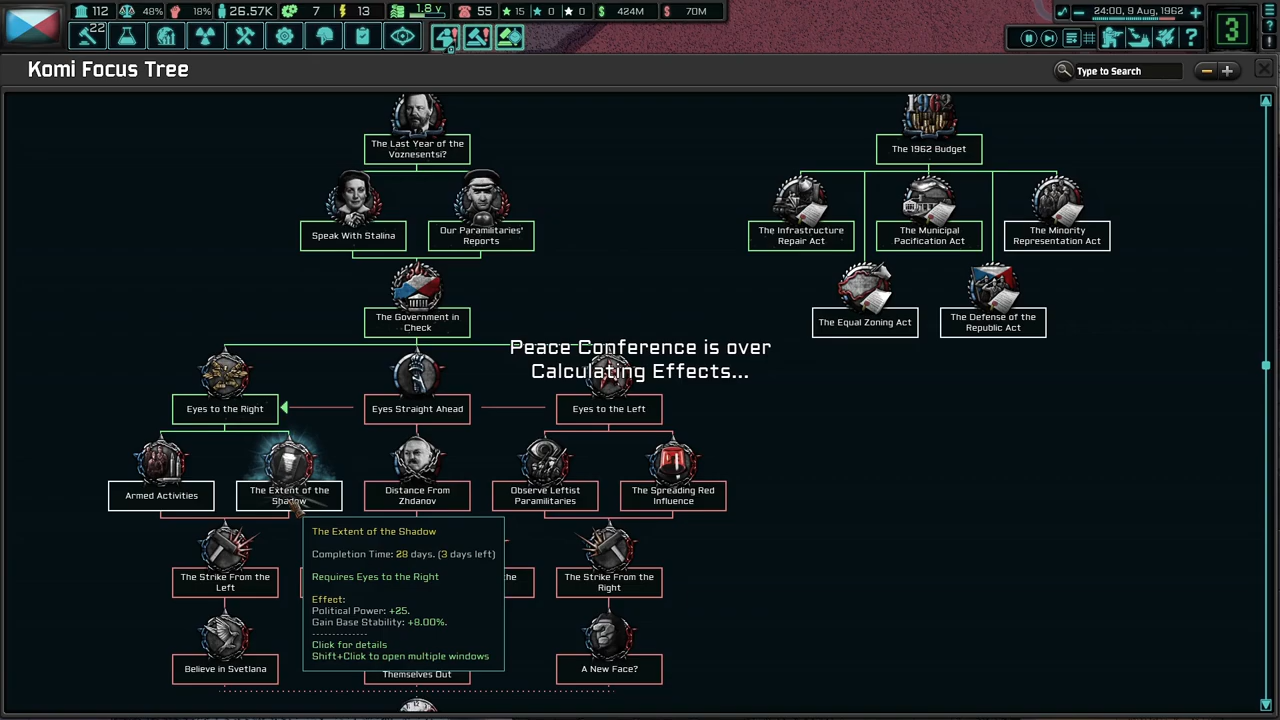 112 48% 18% 26.57K 7 13 1.8 v 55 15 0 0 424M 70M 24:00, 9 Aug, 1962 3
22
Komi Focus Tree
Type to Search
The Last Year of the
Voznesentsi?
1962
The 1962 Budget
Speak With Stalina
Our Paramilitaries'
Reports
The Infrastructure
Repair Act
The Municipal
Pacification Act
The Minority
Representation Act
The Government in
Check
The Equal Zoning Act
The Defense of the
Republic Act
Peace Conference is over
Calculating Effects...
Eyes to the Right
Eyes Straight Ahead
Eyes to the Left
Armed Activities
The Extent of the
Shadow
Distance From
Zhdanov
Observe Leftist
Paramilitaries
The Spreading Red
Influence
The Extent of the Shadow
Completion Time: 28 days. (3 days left)
Requires Eyes to the Right
Effect:
Political Power: +25.
Gain Base Stability: +8.00%.
--------------
Click for details
Shift+Click to open multiple windows
The Strike From the
Left
the
The Strike From the
Right
Believe in Svetlana
Themselves Out
A New Face?